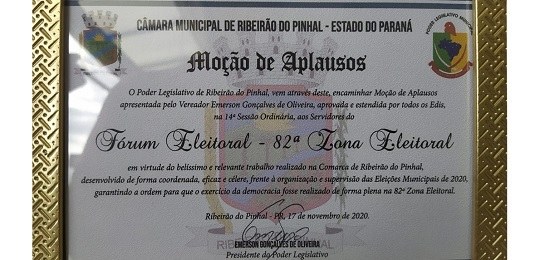 CÂMARA MUNICIPAL DE RIBEIRÃO DO PINHAL - ESTADO DO PARANÁ
PODER LEGISLATIVO MUNICIPAL
Moção de Aplausos
O Poder Legislativo de Ribeirão do Pinhal, vem através deste, encaminhar Moção de Aplausos
apresentada pelo Vereador Emerson Gonçalves de Oliveira, aprovada e estendida por todos os Edis,
na 14ª Sessão Ordinária, aos Servidores do
Fórum Eleitoral - 82ª Zona Eleitoral
em virtude do belíssimo e relevante trabalho realizado na Comarca de Ribeirão do Pinhal,
desenvolvido de forma coordenada, eficaz e célere, frente à organização e supervisão das Eleições Municipais de 2020,
garantindo a ordem para que o exercício da democracia fosse realizado de forma plena na 82ª Zona Eleitoral.
Ribeirão do Pinhal - PR, 17 de novembro de 2020.
EMERSON GONÇALVES DE OLIVEIRA
Presidente do Poder Legislativo